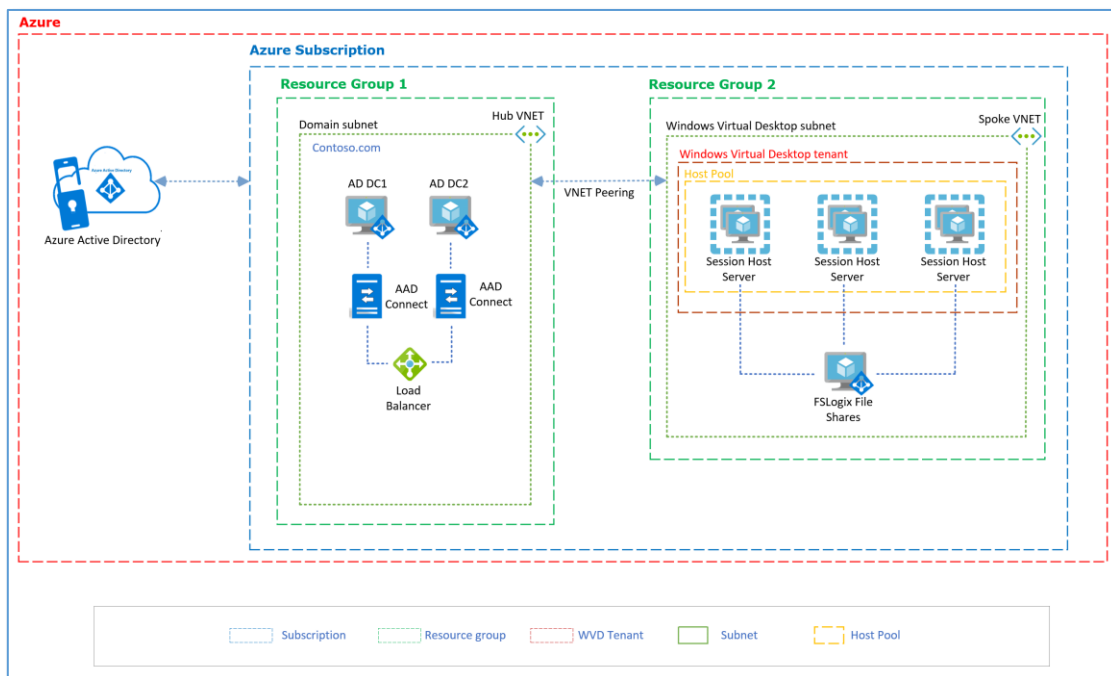 Azure
Azure Subscription
Resource Group 1
Hub VNET
Domain subnet
Contoso.com
AD DC1
AD DC2
AAD
Connect
AAD
Connect
Load
Balancer
Azure Active Directory
Azure Active Directory
VNET Peering
Resource Group 2
Spoke VNET
Windows Virtual Desktop subnet
Windows Virtual Desktop tenant
Host Pool
Session Host
Server
Session Host
Server
Session Host
Server
FSLogix File
Shares
Subscription
Resource group
WVD Tenant
Subnet
Host Pool